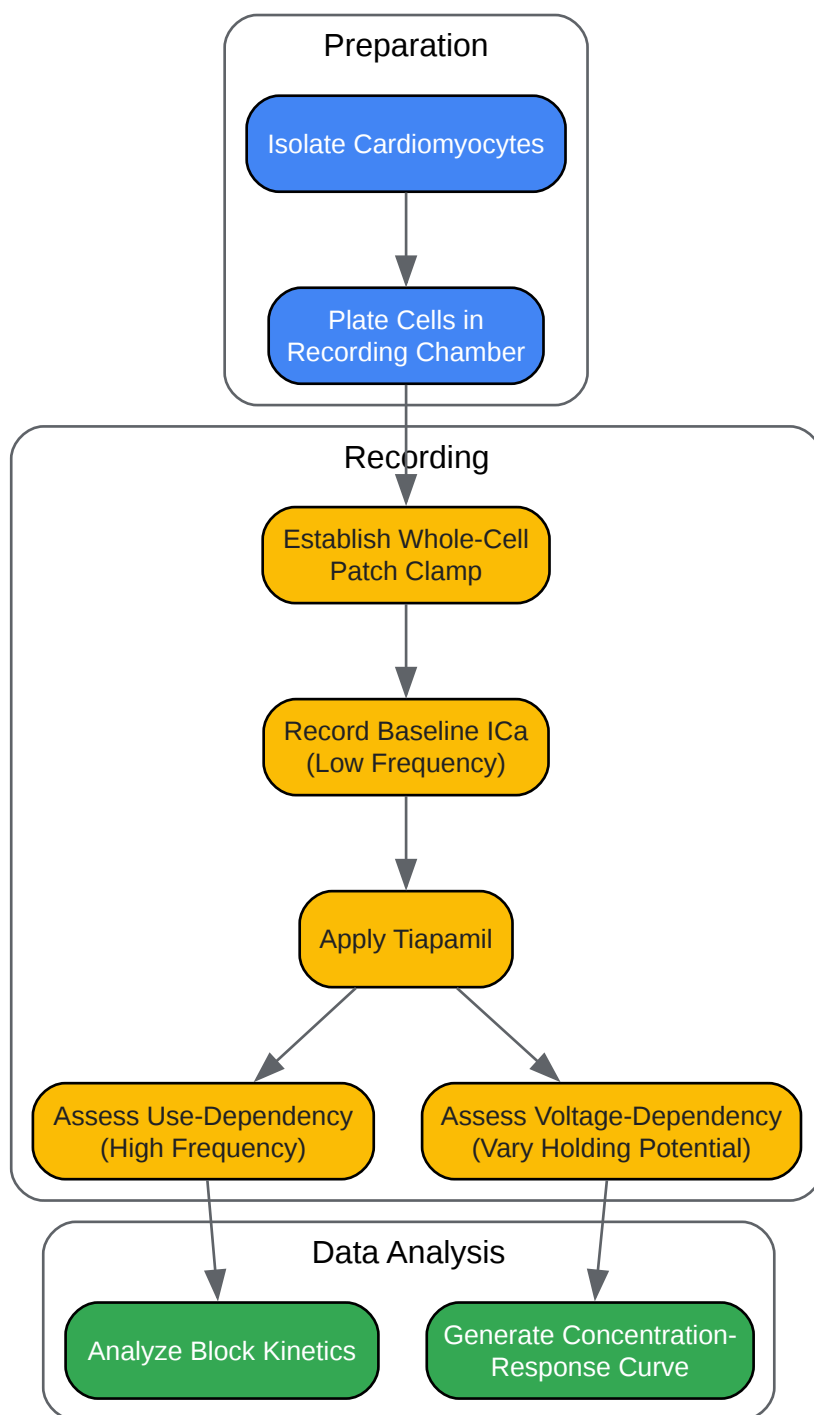 Preparation
Isolate Cardiomyocytes
Plate Cells in
Recording Chamber
Recording
Establish Whole-Cell
Patch Clamp
Record Baseline ICa
(Low Frequency)
Apply Tiapamil
Assess Use-Dependency
(High Frequency)
Assess Voltage-Dependency
(Vary Holding Potential)
Data Analysis
Analyze Block Kinetics
Generate Concentration-
Response Curve